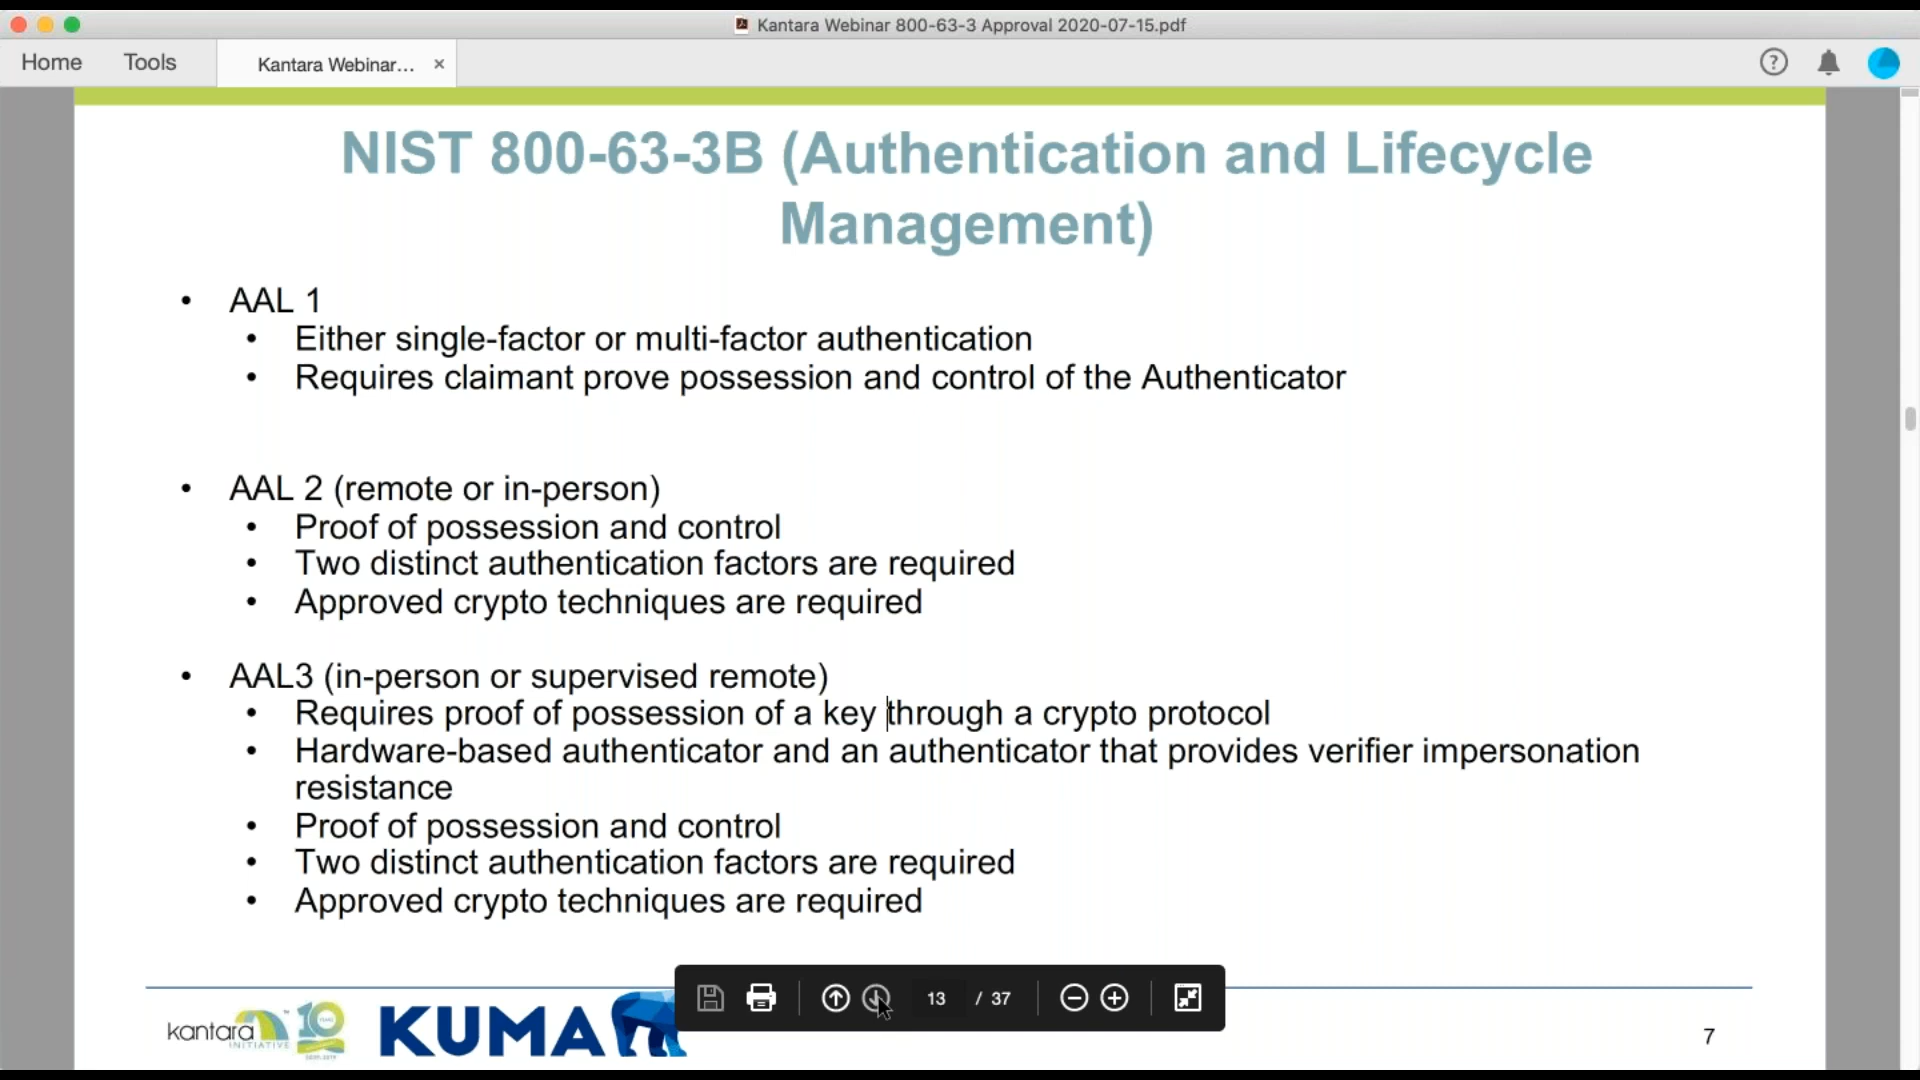 Kantara Webinar 800-63-3 Approval 2020-07-15.pdf
Home Tools Kantara Webinar... ×
NIST 800-63-3B (Authentication and Lifecycle
Management)
• AAL 1
• Either single-factor or multi-factor authentication
• Requires claimant prove possession and control of the Authenticator
• AAL 2 (remote or in-person)
• Proof of possession and control
• Two distinct authentication factors are required
• Approved crypto techniques are required
• AAL3 (in-person or supervised remote)
• Requires proof of possession of a key through a crypto protocol
• Hardware-based authenticator and an authenticator that provides verifier impersonation
resistance
• Proof of possession and control
• Two distinct authentication factors are required
• Approved crypto techniques are required
kantara
INITIATIVE
10
KUMA
13 / 37
7